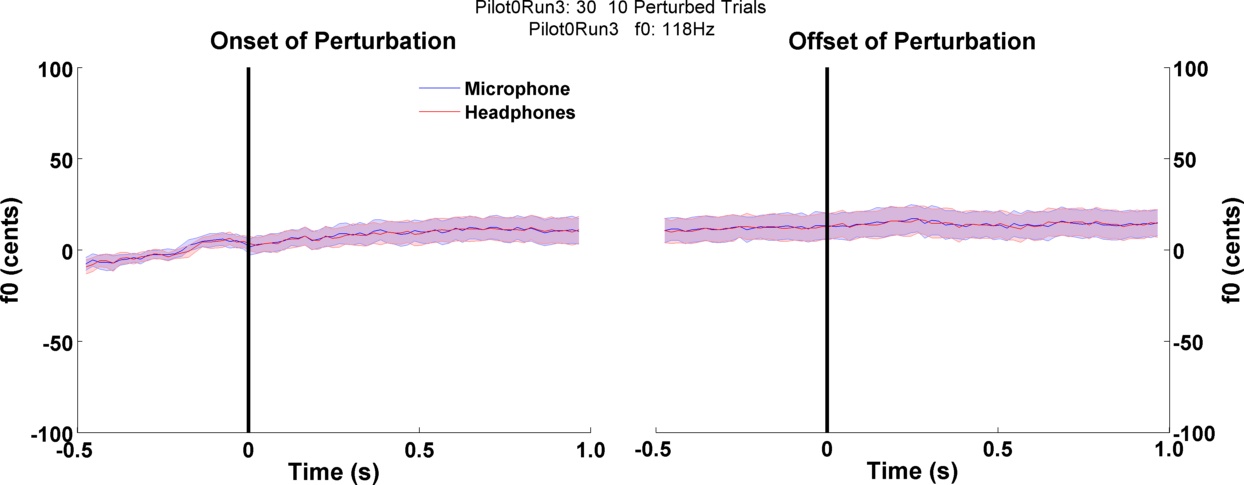 Pilot0Run3: 30  10 Perturbed Trials
Pilot0Run3   f0: 118Hz
Onset of Perturbation
Offset of Perturbation
Microphone
Headphones
100
50
0
-50
-100
f0 (cents)
-0.5
0
0.5
1.0
Time (s)
100
50
0
-50
-100
f0 (cents)
-0.5
0
0.5
1.0
Time (s)